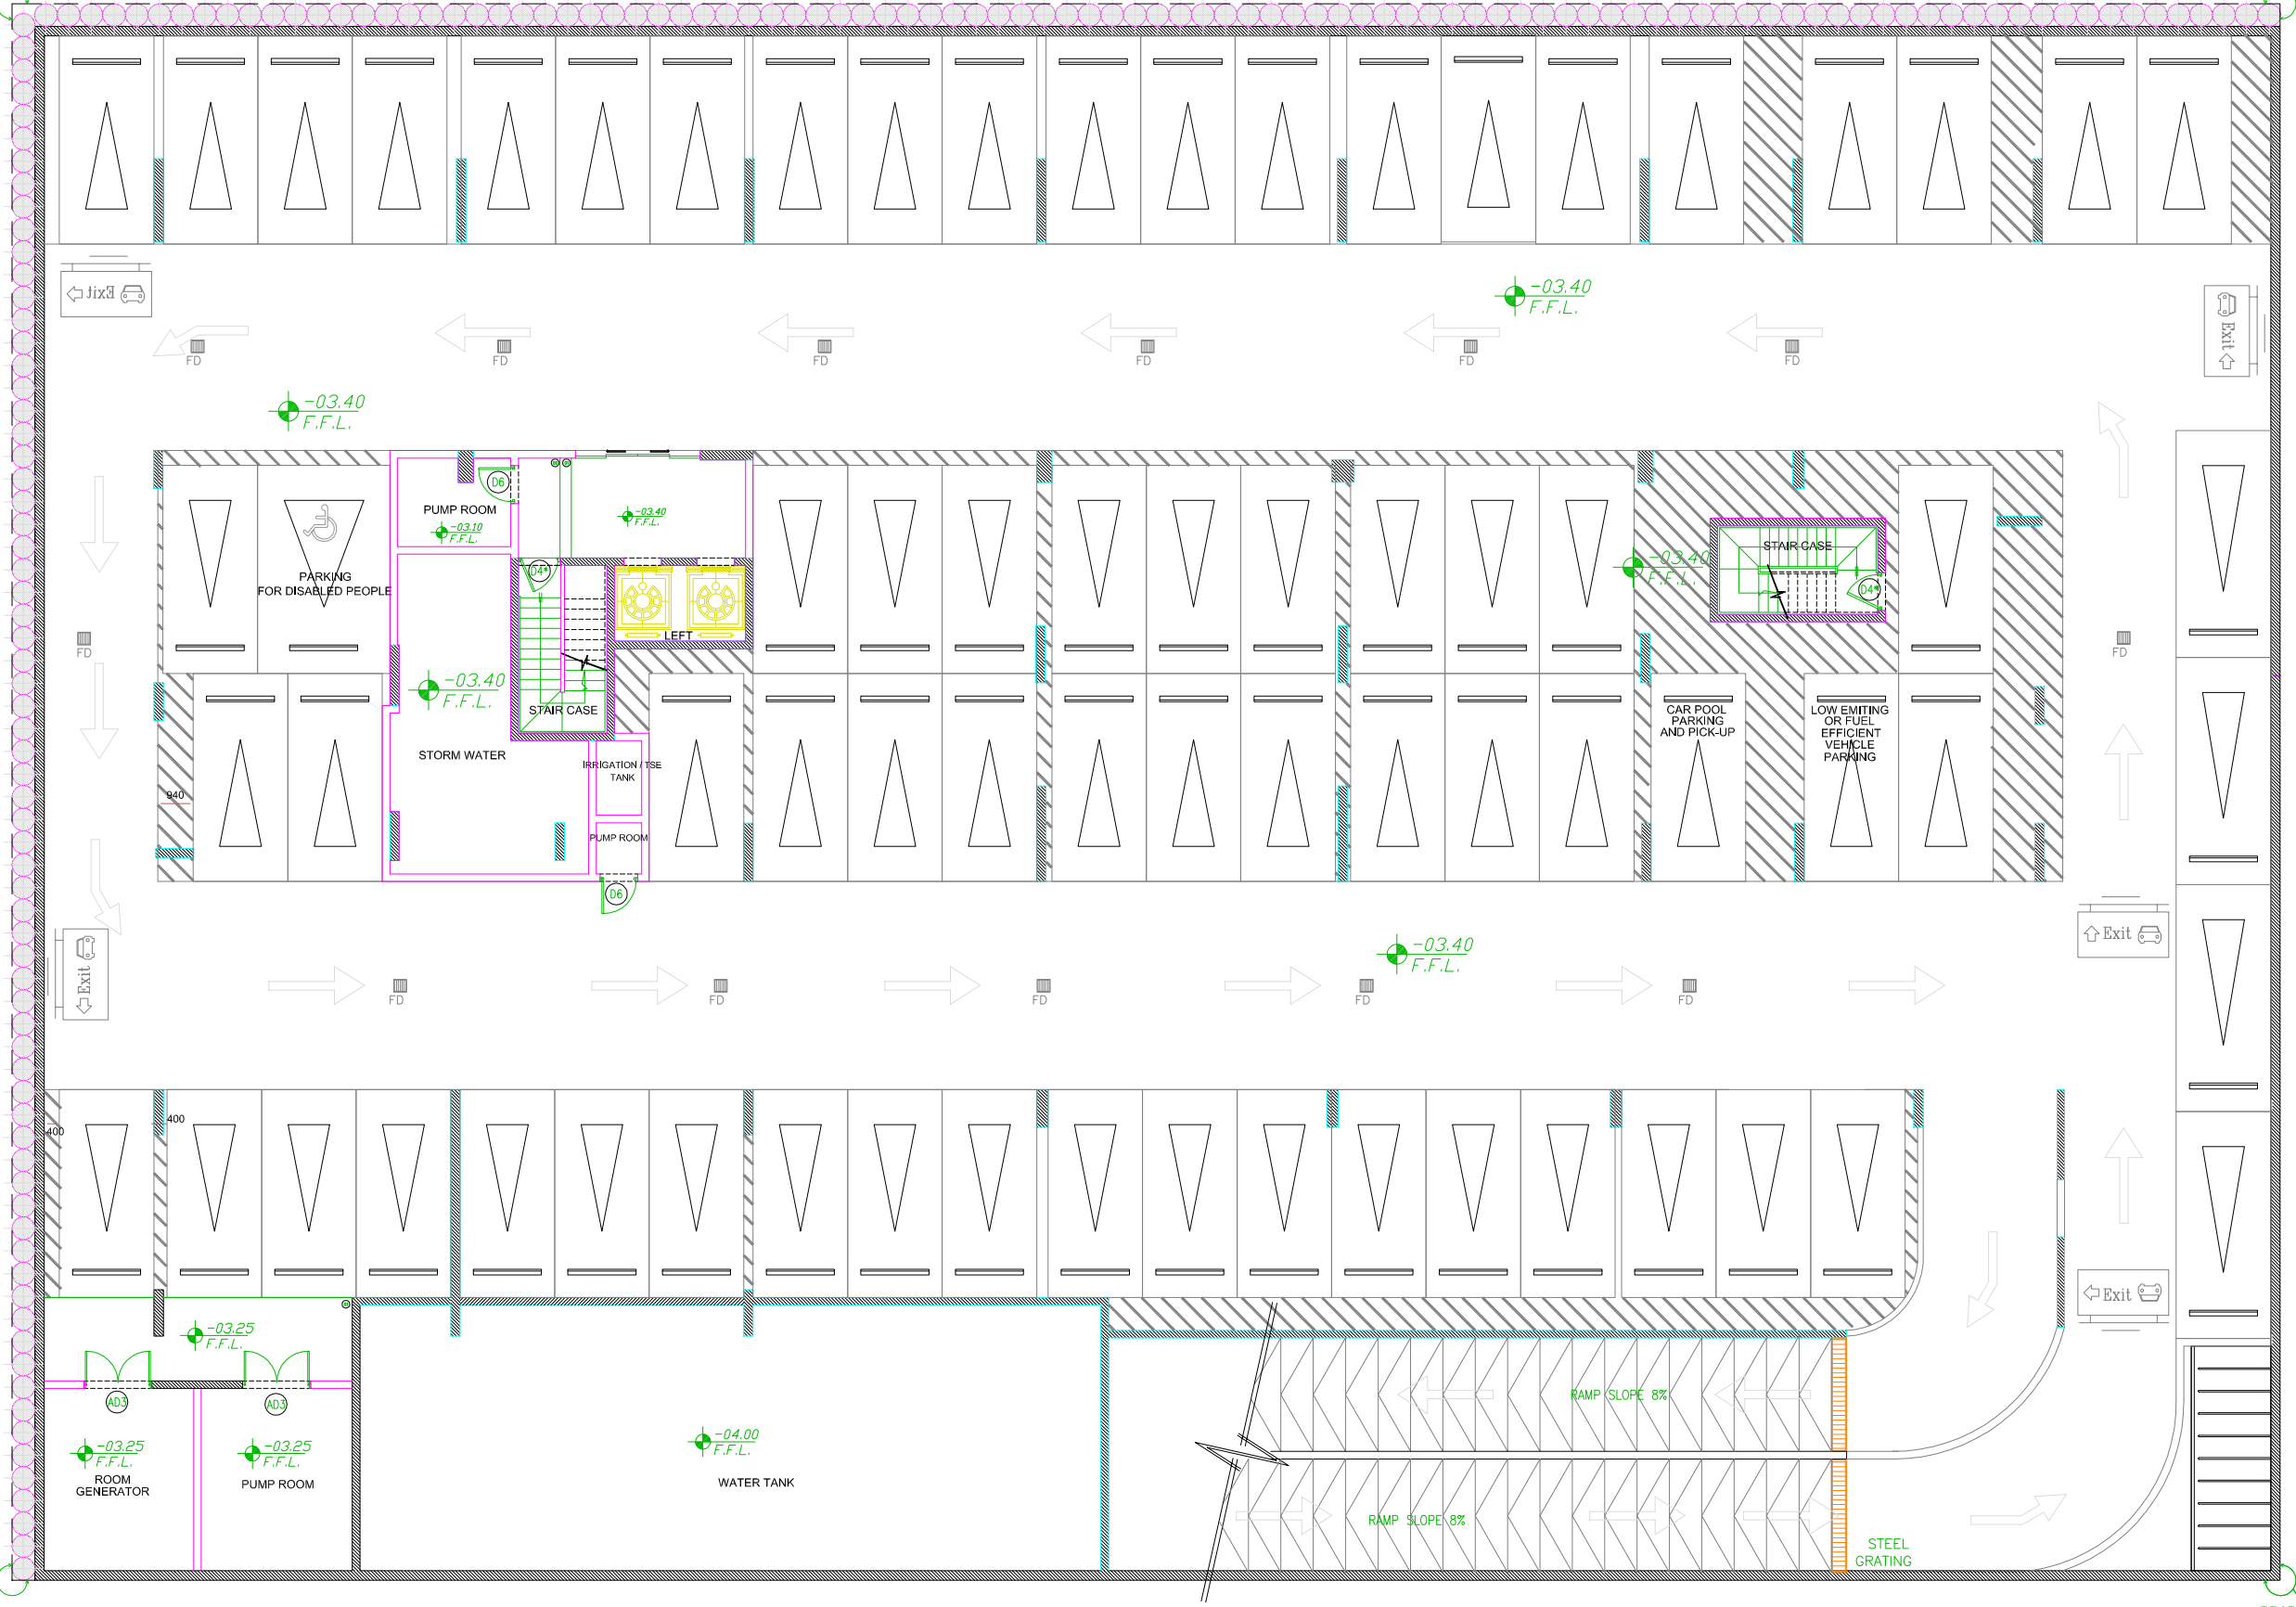 Exit
-03.40
F.F.L.
Exit
FD
FD
FD
FD
FD
FD
-03.40
F.F.L.
D6
PUMP ROOM
-03.10
F.F.L.
-03.40
F.F.L.
STAIR CASE
-03.40
F.F.L.
D4*
D4*
PARKING
FOR DISABLED PEOPLE
LEFT
FD
FD
-03.40
F.F.L.
STAIR CASE
CAR POOL
PARKING
AND PICK-UP
LOW EMITING
OR FUEL
EFFICIENT
VEHICLE
PARKING
STORM WATER
IRRIGATION / TSE
TANK
940
PUMP ROOM
D6
Exit
Exit
-03.40
F.F.L.
FD
FD
FD
FD
FD
400
400
Exit
-03.25
F.F.L.
AD3
AD3
RAMP SLOPE 8%
-03.25
F.F.L.
-03.25
F.F.L.
-04.00
F.F.L.
ROOM
GENERATOR
PUMP ROOM
WATER TANK
RAMP SLOPE 8%
STEEL
GRATING